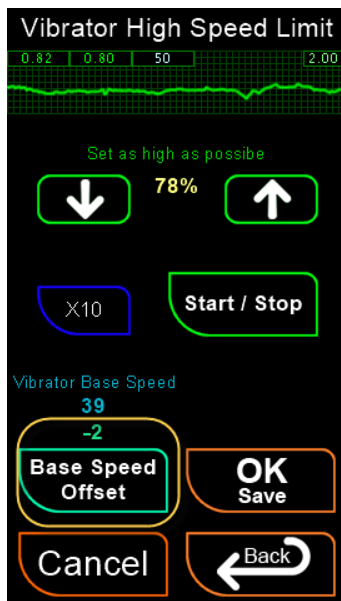 Vibrator High Speed Limit
0.82 0.80 50 2.00
Set as high as possibe
78%
X10
Start / Stop
Vibrator Base Speed
39
-2
Base Speed
Offset
OK
Save
Cancel
Back